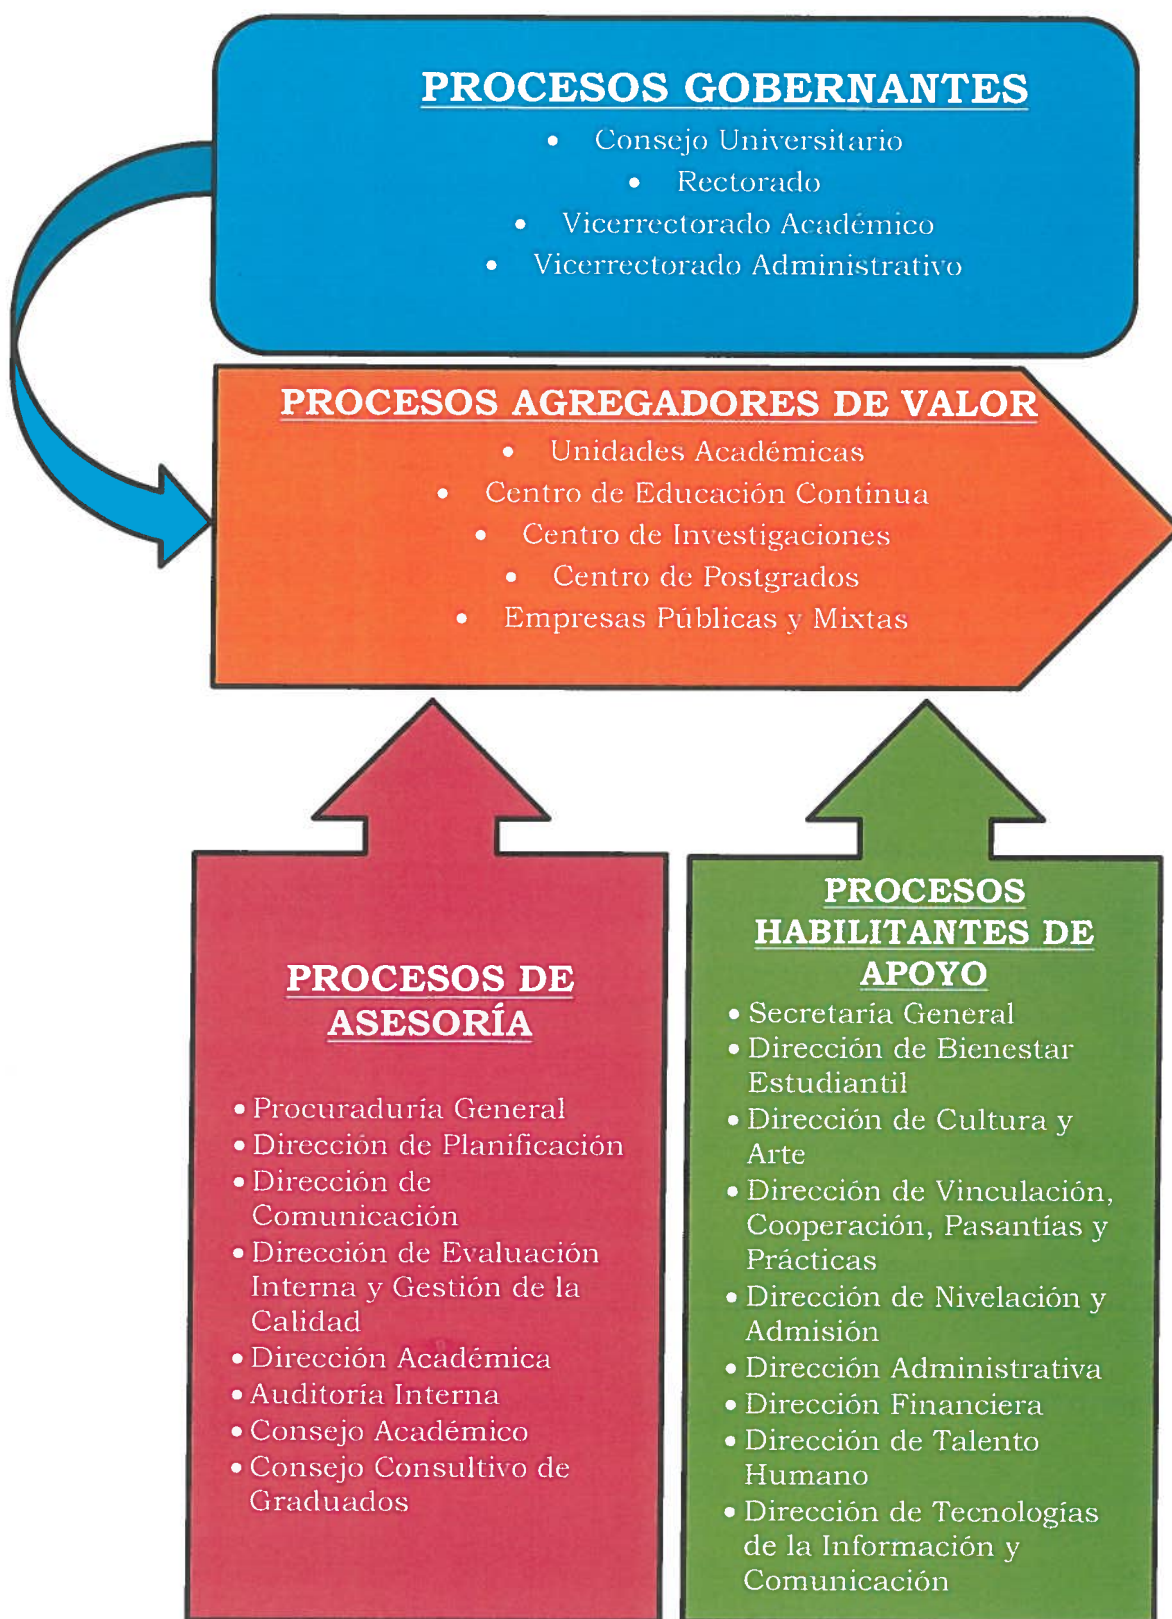 PROCESOS GOBERNANTES
• Consejo Universitario
• Rectorado
• Vicerrectorado Académico
• Vicerrectorado Administrativo
PROCESOS AGREGADORES DE VALOR
• Unidades Académicas
• Centro de Educación Continua
• Centro de Investigaciones
• Centro de Postgrados
• Empresas Públicas y Mixtas
PROCESOS DE
ASESORÍA
• Procuraduría General
• Dirección de Planificación
• Dirección de
Comunicación
• Dirección de Evaluación
Interna y Gestión de la
Calidad
• Dirección Académica
• Auditoría Interna
• Consejo Académico
• Consejo Consultivo de
Graduados
PROCESOS
HABILITANTES DE
APOYO
• Secretaría General
• Dirección de Bienestar
Estudiantil
• Dirección de Cultura y
Arte
• Dirección de Vinculación,
Cooperación, Pasantías y
Prácticas
• Dirección de Nivelación y
Admisión
• Dirección Administrativa
• Dirección Financiera
• Dirección de Talento
Humano
• Dirección de Tecnologías
de la Información y
Comunicación